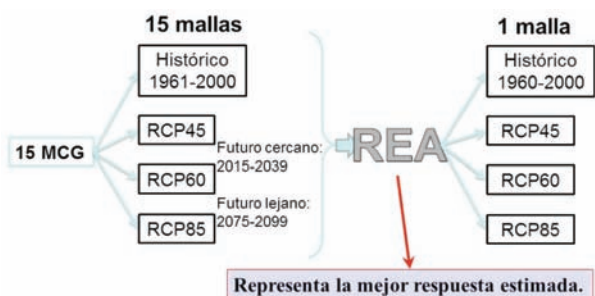 15 mallas
1 malla
Histórico
1961-2000
Histórico
1960-2000
15 MCG
RCP45
Futuro cercano:
2015-2039
REA
RCP45
RCP60
RCP60
Futuro lejano:
2075-2099
RCP85
RCP85
Representa la mejor respuesta estimada.